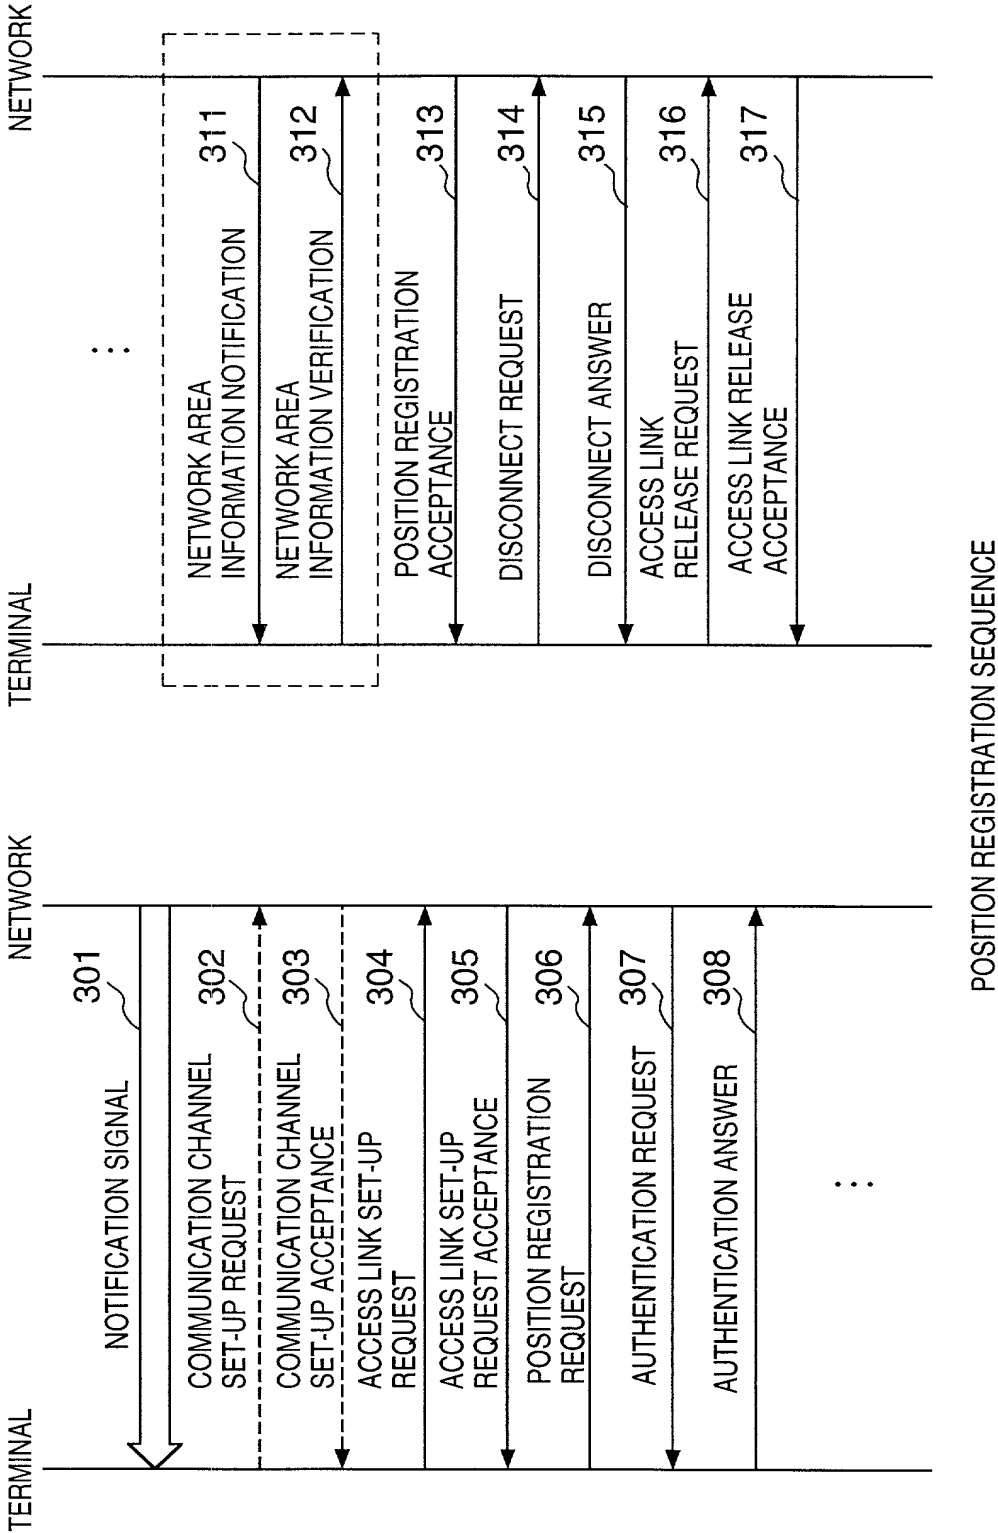 TERMINAL
NETWORK
NOTIFICATION SIGNAL
301
COMMUNICATION CHANNEL
SET-UP REQUEST
302
COMMUNICATION CHANNEL
SET-UP ACCEPTANCE
303
ACCESS LINK SET-UP
REQUEST
304
ACCESS LINK SET-UP
REQUEST ACCEPTANCE
305
POSITION REGISTRATION
REQUEST
306
AUTHENTICATION REQUEST
307
AUTHENTICATION ANSWER
308
...
TERMINAL
NETWORK
...
NETWORK AREA
INFORMATION NOTIFICATION
311
NETWORK AREA
INFORMATION VERIFICATION
312
POSITION REGISTRATION
ACCEPTANCE
313
DISCONNECT REQUEST
314
DISCONNECT ANSWER
315
ACCESS LINK
RELEASE REQUEST
316
ACCESS LINK RELEASE
ACCEPTANCE
317
POSITION REGISTRATION SEQUENCE